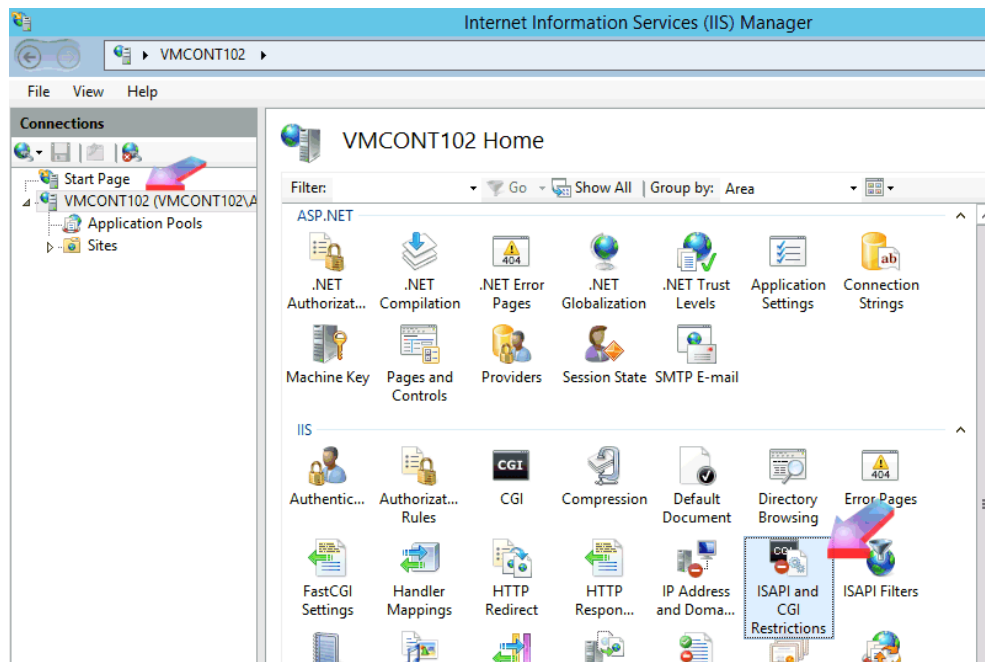 Internet Information Services (IIS) Manager
VMCONT102
File View Help
Connections
Start Page
VMCONT102 (VMCONT102\A
Application Pools
Sites
VMCONT102 Home
Filter: Go Show All Group by: Area
ASP.NET
.NET .NET .NET Error .NET .NET Trust Application Connection
Authorizat... Compilation Pages Globalization Levels Settings Strings
Machine Key Pages and Providers Session State SMTP E-mail
Controls
IIS
Authentic... Authorizat... CGI Compression Default Directory Error Pages
Rules Document Browsing
FastCGI Handler HTTP HTTP IP Address ISAPI and ISAPI Filters
Settings Mappings Redirect Respon... and Doma... CGI
Restrictions